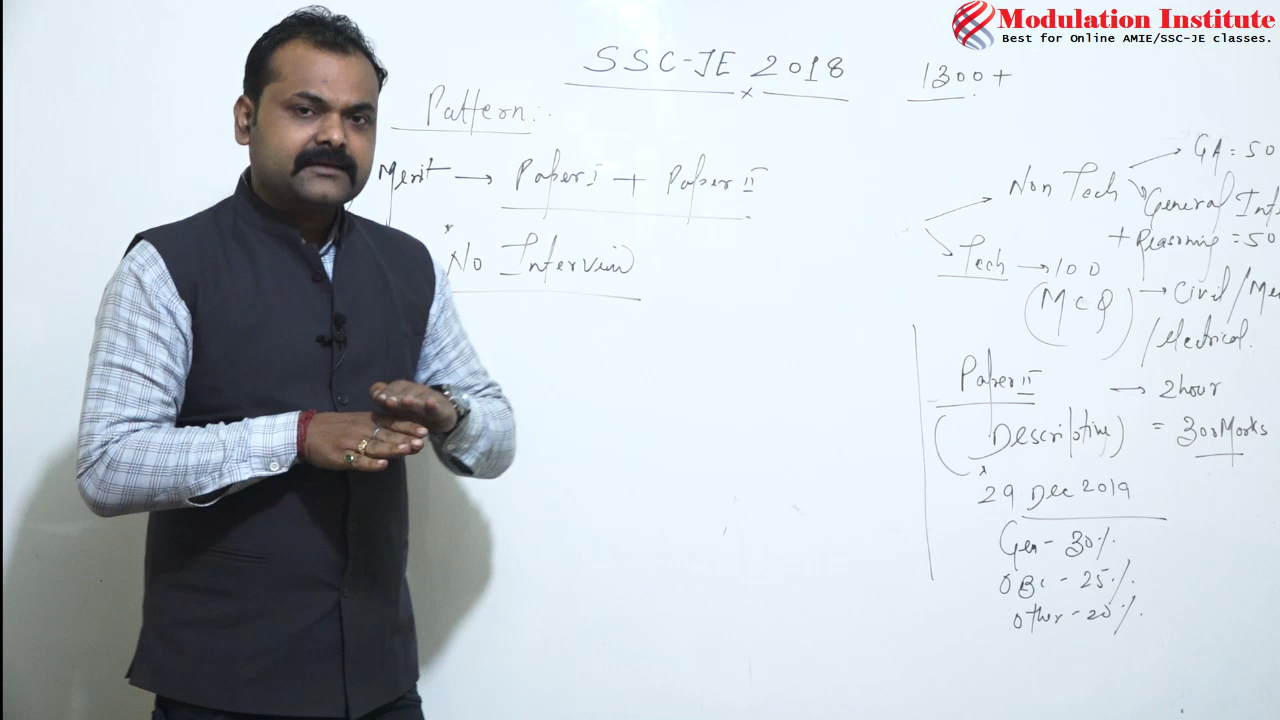 Modulation Institute
Best for Online AMIE/SSC-JE classes.
SSC-JE 2018
1300+
Pattern:
Merit → Paper I + Paper II
No Interview
Non Tech
GA = 50
General Int
+ Reasoning = 50
Tech → 100
(MCQ)
→ Civil/Me
/electrical.
Paper II → 2 hour
(Descriptive) = 300 Marks
29 Dec 2019
Gen - 30%
OBC - 25%
Other - 20%